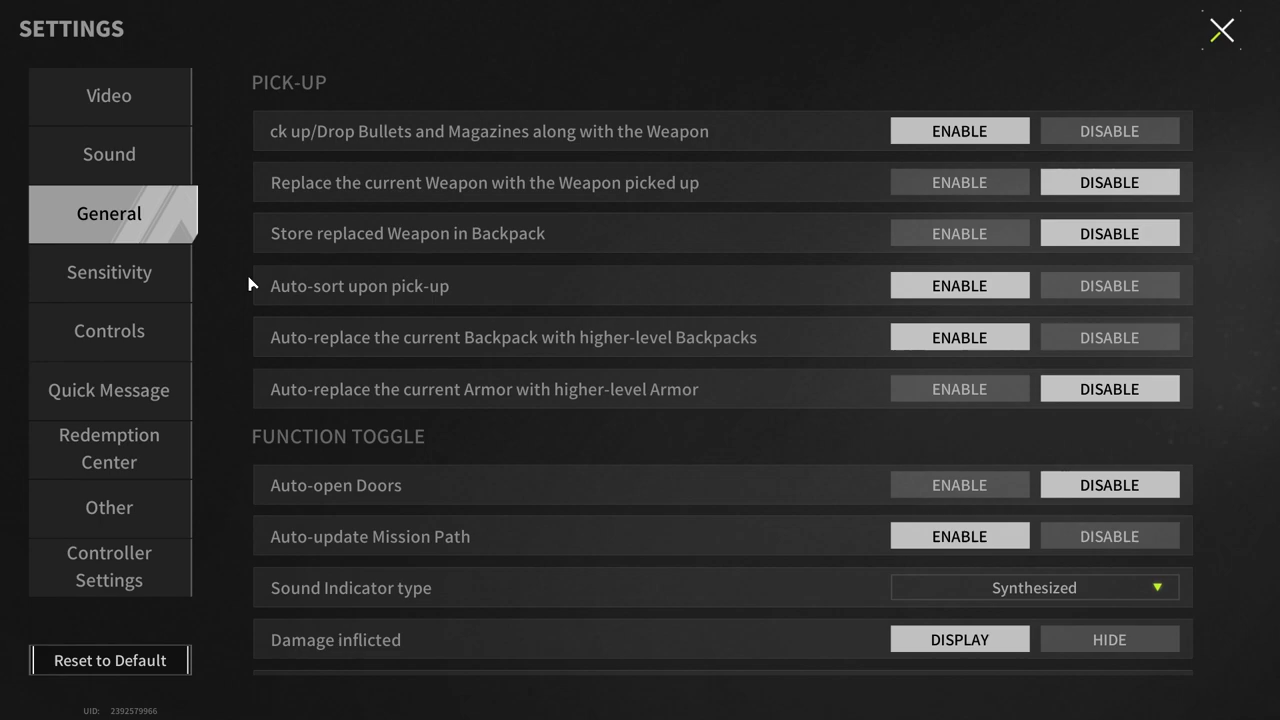 SETTINGS
Video
Sound
General
Sensitivity
Controls
Quick Message
Redemption
Center
Other
Controller
Settings
Reset to Default
UID: 2392579966
PICK-UP
ck up/Drop Bullets and Magazines along with the Weapon ENABLE DISABLE
Replace the current Weapon with the Weapon picked up ENABLE DISABLE
Store replaced Weapon in Backpack ENABLE DISABLE
Auto-sort upon pick-up ENABLE DISABLE
Auto-replace the current Backpack with higher-level Backpacks ENABLE DISABLE
Auto-replace the current Armor with higher-level Armor ENABLE DISABLE
FUNCTION TOGGLE
Auto-open Doors ENABLE DISABLE
Auto-update Mission Path ENABLE DISABLE
Sound Indicator type Synthesized
Damage inflicted DISPLAY HIDE